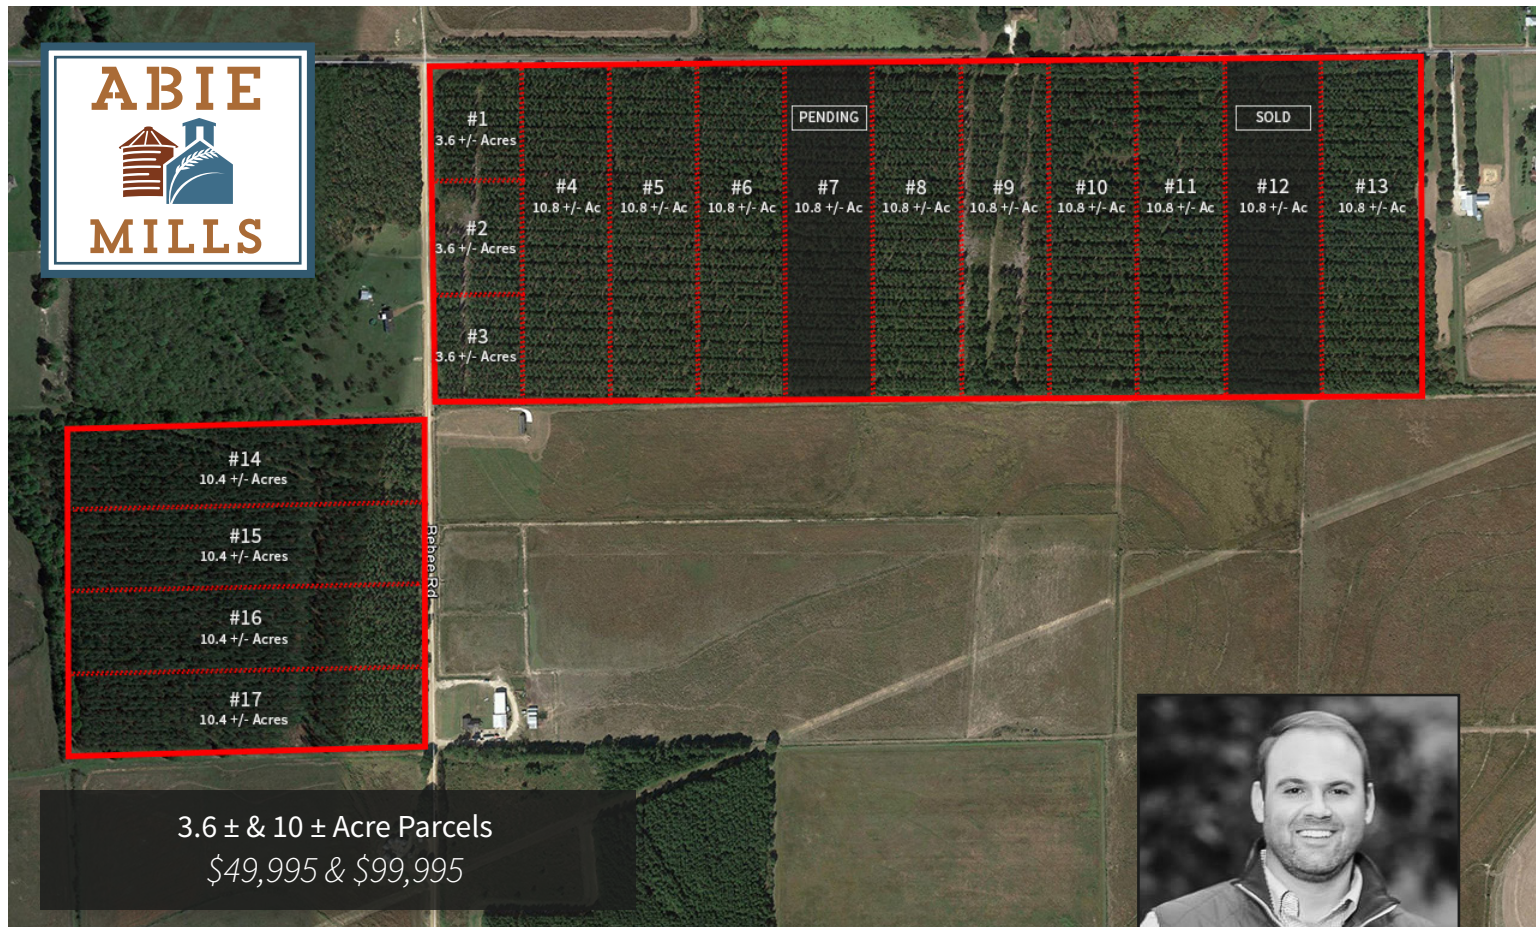 ABIE
MILLS
#1
3.6 +/- Acres
#2
3.6 +/- Acres
#3
3.6 +/- Acres
#4
10.8 +/- Ac
#5
10.8 +/- Ac
#6
10.8 +/- Ac
PENDING
#7
10.8 +/- Ac
#8
10.8 +/- Ac
#9
10.8 +/- Ac
#10
10.8 +/- Ac
#11
10.8 +/- Ac
SOLD
#12
10.8 +/- Ac
#13
10.8 +/- Ac
#14
10.4 +/- Acres
#15
10.4 +/- Acres
#16
10.4 +/- Acres
#17
10.4 +/- Acres
Bebee Rd
3.6 ± & 10 ± Acre Parcels
$49,995 & $99,995